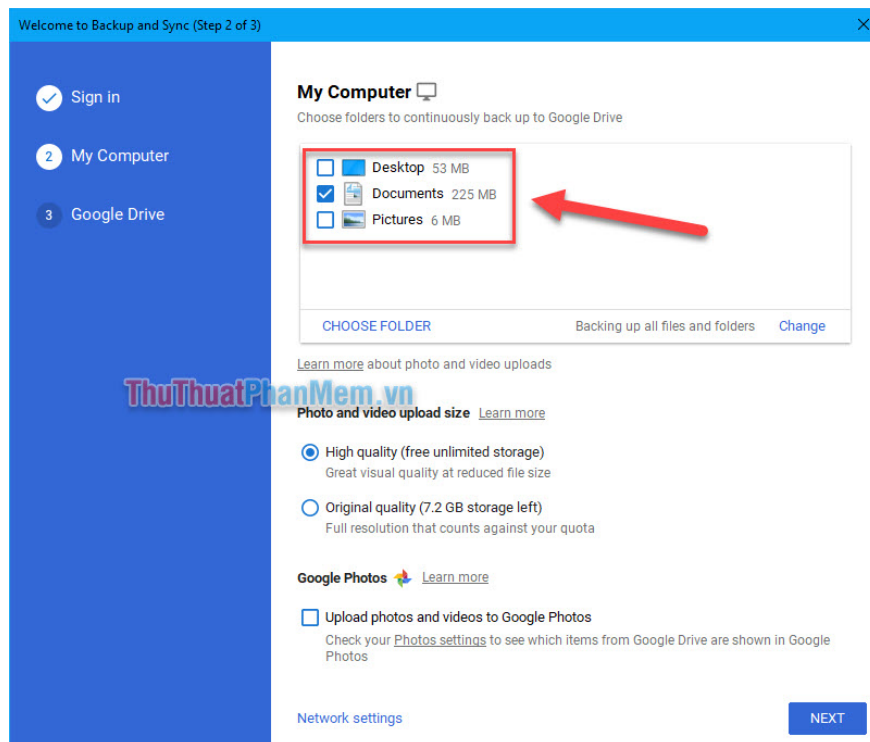 Welcome to Backup and Sync (Step 2 of 3)
Sign in
2 My Computer
3 Google Drive
My Computer
Choose folders to continuously back up to Google Drive
Desktop 53 MB
Documents 225 MB
Pictures 6 MB
CHOOSE FOLDER Backing up all files and folders Change
Learn more about photo and video uploads
ThuThuatPhanMem.vn
Photo and video upload size Learn more
High quality (free unlimited storage)
Great visual quality at reduced file size
Original quality (7.2 GB storage left)
Full resolution that counts against your quota
Google Photos Learn more
Upload photos and videos to Google Photos
Check your Photos settings to see which items from Google Drive are shown in Google
Photos
Network settings NEXT